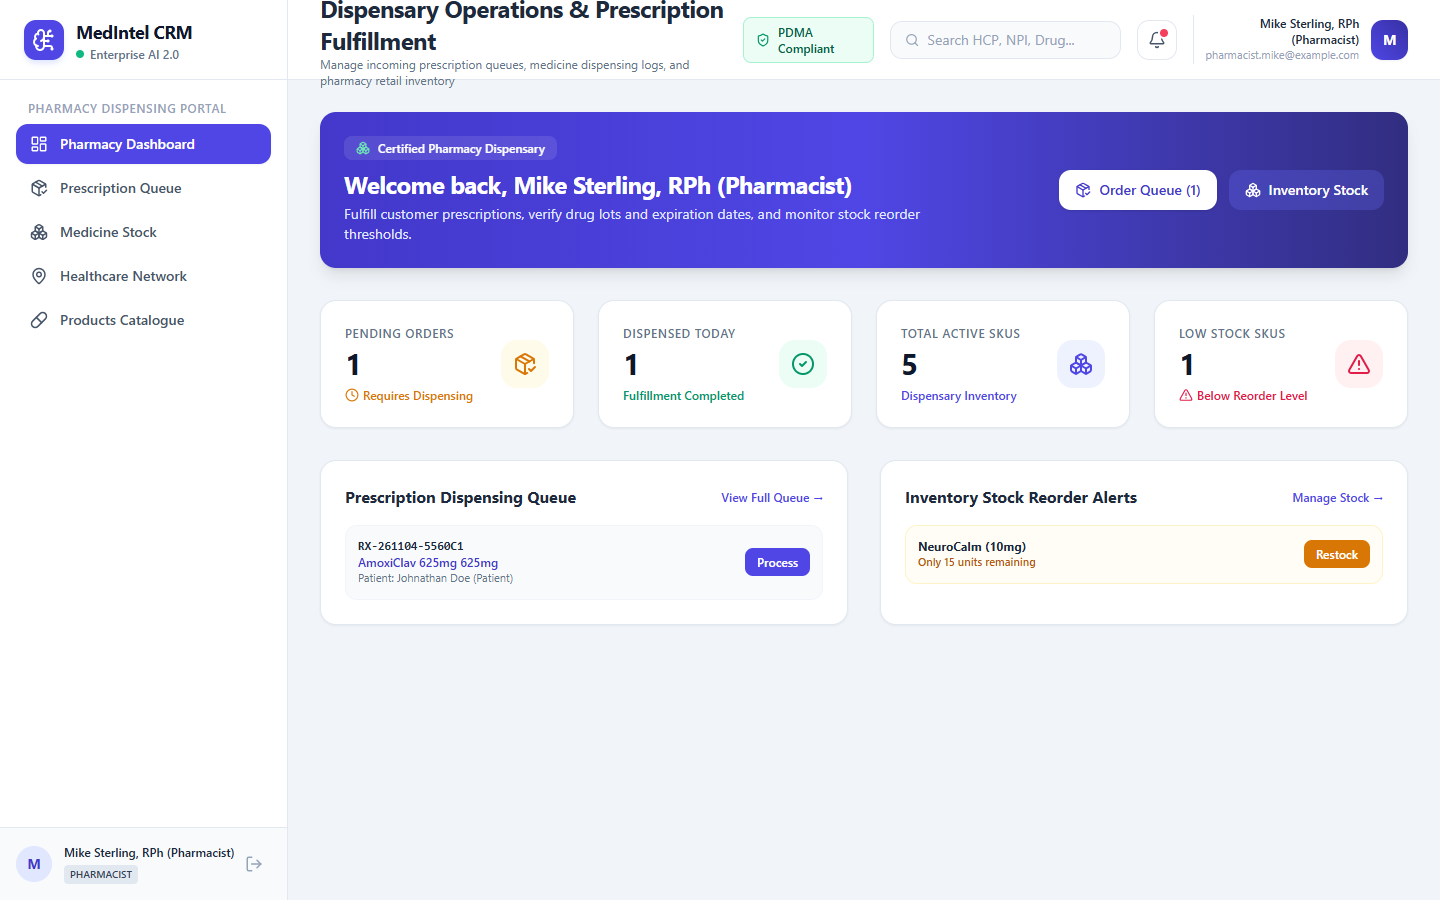 MedIntel CRM
Enterprise AI 2.0
PHARMACY DISPENSING PORTAL
Pharmacy Dashboard
Prescription Queue
Medicine Stock
Healthcare Network
Products Catalogue
Mike Sterling, RPh (Pharmacist)
PHARMACIST
M
Dispensary Operations & Prescription
Fulfillment
Manage incoming prescription queues, medicine dispensing logs, and
pharmacy retail inventory
PDMA
Compliant
Search HCP, NPI, Drug...
Mike Sterling, RPh
(Pharmacist)
pharmacist.mike@example.com
M
Certified Pharmacy Dispensary
Welcome back, Mike Sterling, RPh (Pharmacist)
Fulfill customer prescriptions, verify drug lots and expiration dates, and monitor stock reorder
thresholds.
Order Queue (1)
Inventory Stock
PENDING ORDERS
1
Requires Dispensing
DISPENSED TODAY
1
Fulfillment Completed
TOTAL ACTIVE SKUS
5
Dispensary Inventory
LOW STOCK SKUS
1
Below Reorder Level
Prescription Dispensing Queue
View Full Queue →
RX-261104-5560C1
AmoxiClav 625mg 625mg
Patient: Johnathan Doe (Patient)
Process
Inventory Stock Reorder Alerts
Manage Stock →
NeuroCalm (10mg)
Only 15 units remaining
Restock